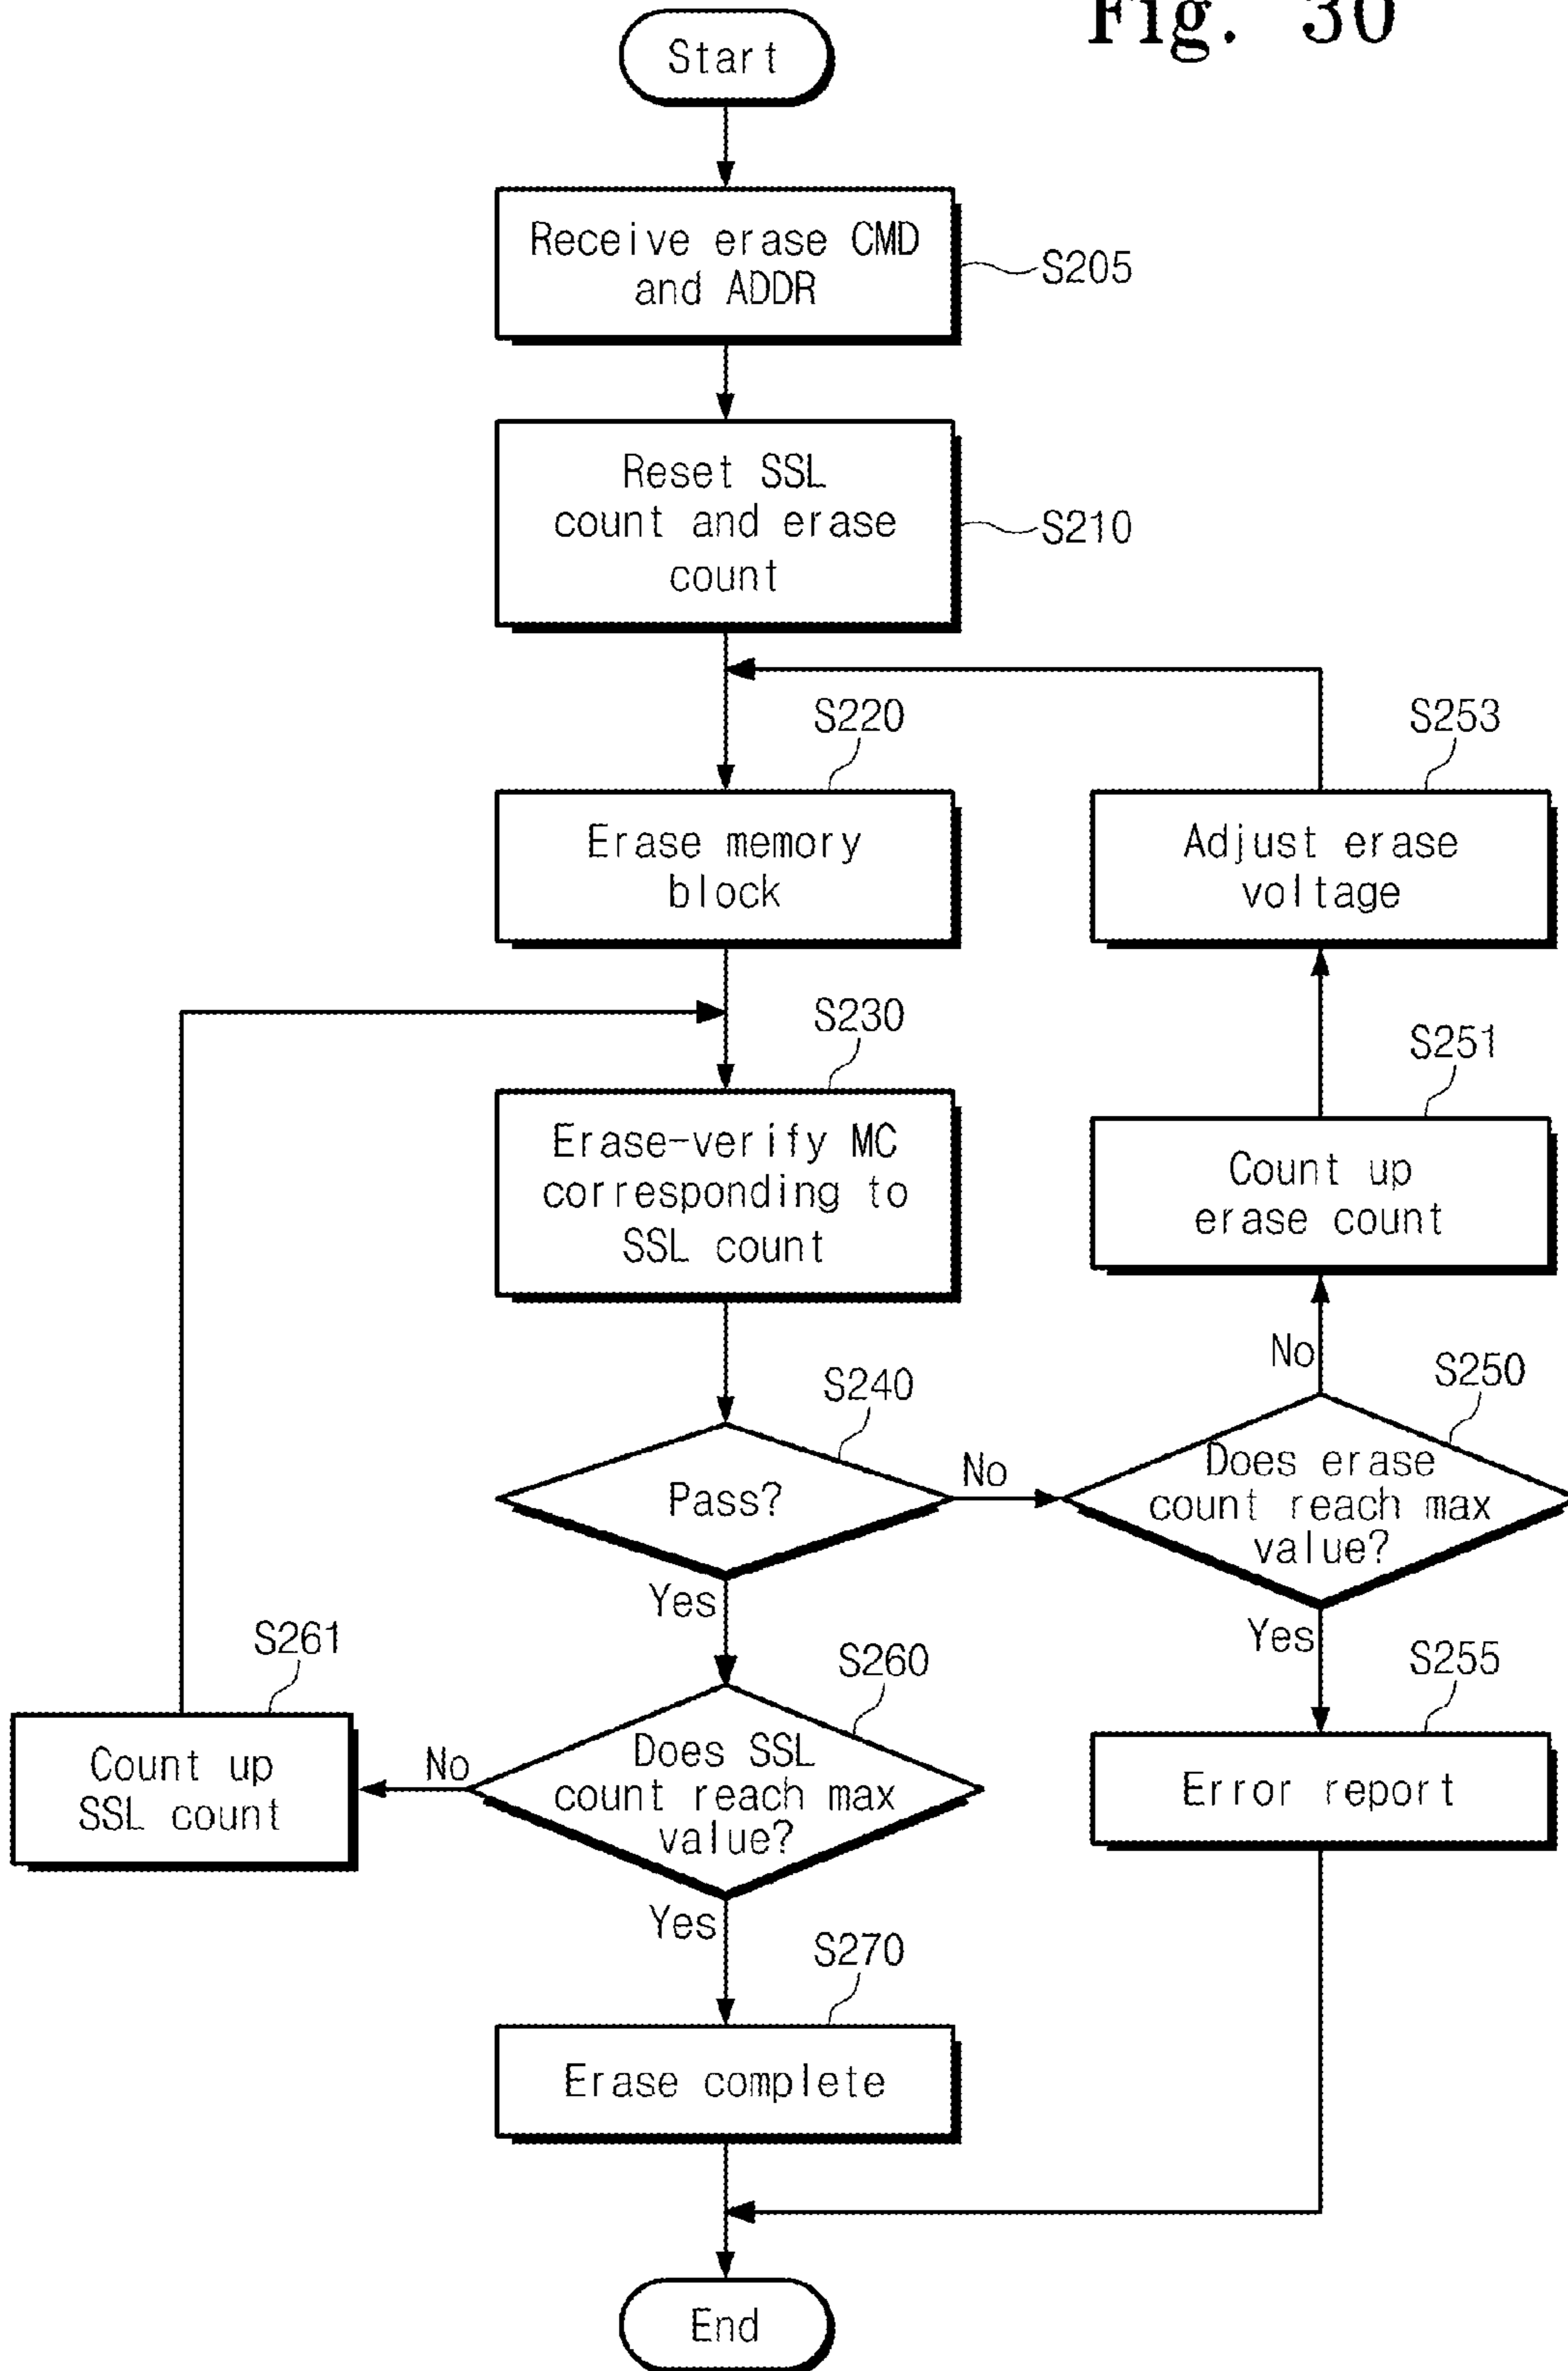 Fig. 30
Start
Receive erase CMD
and ADDR
S205
Reset SSL
count and erase
count
S210
S220
Erase memory
block
S253
Adjust erase
voltage
S230
Erase-verify MC
corresponding to
SSL count
S251
Count up
erase count
S240
Pass?
No
Yes
S250
Does erase
count reach max
value?
No
Yes
S255
Error report
S260
Does SSL
count reach max
value?
No
Yes
S261
Count up
SSL count
S270
Erase complete
End